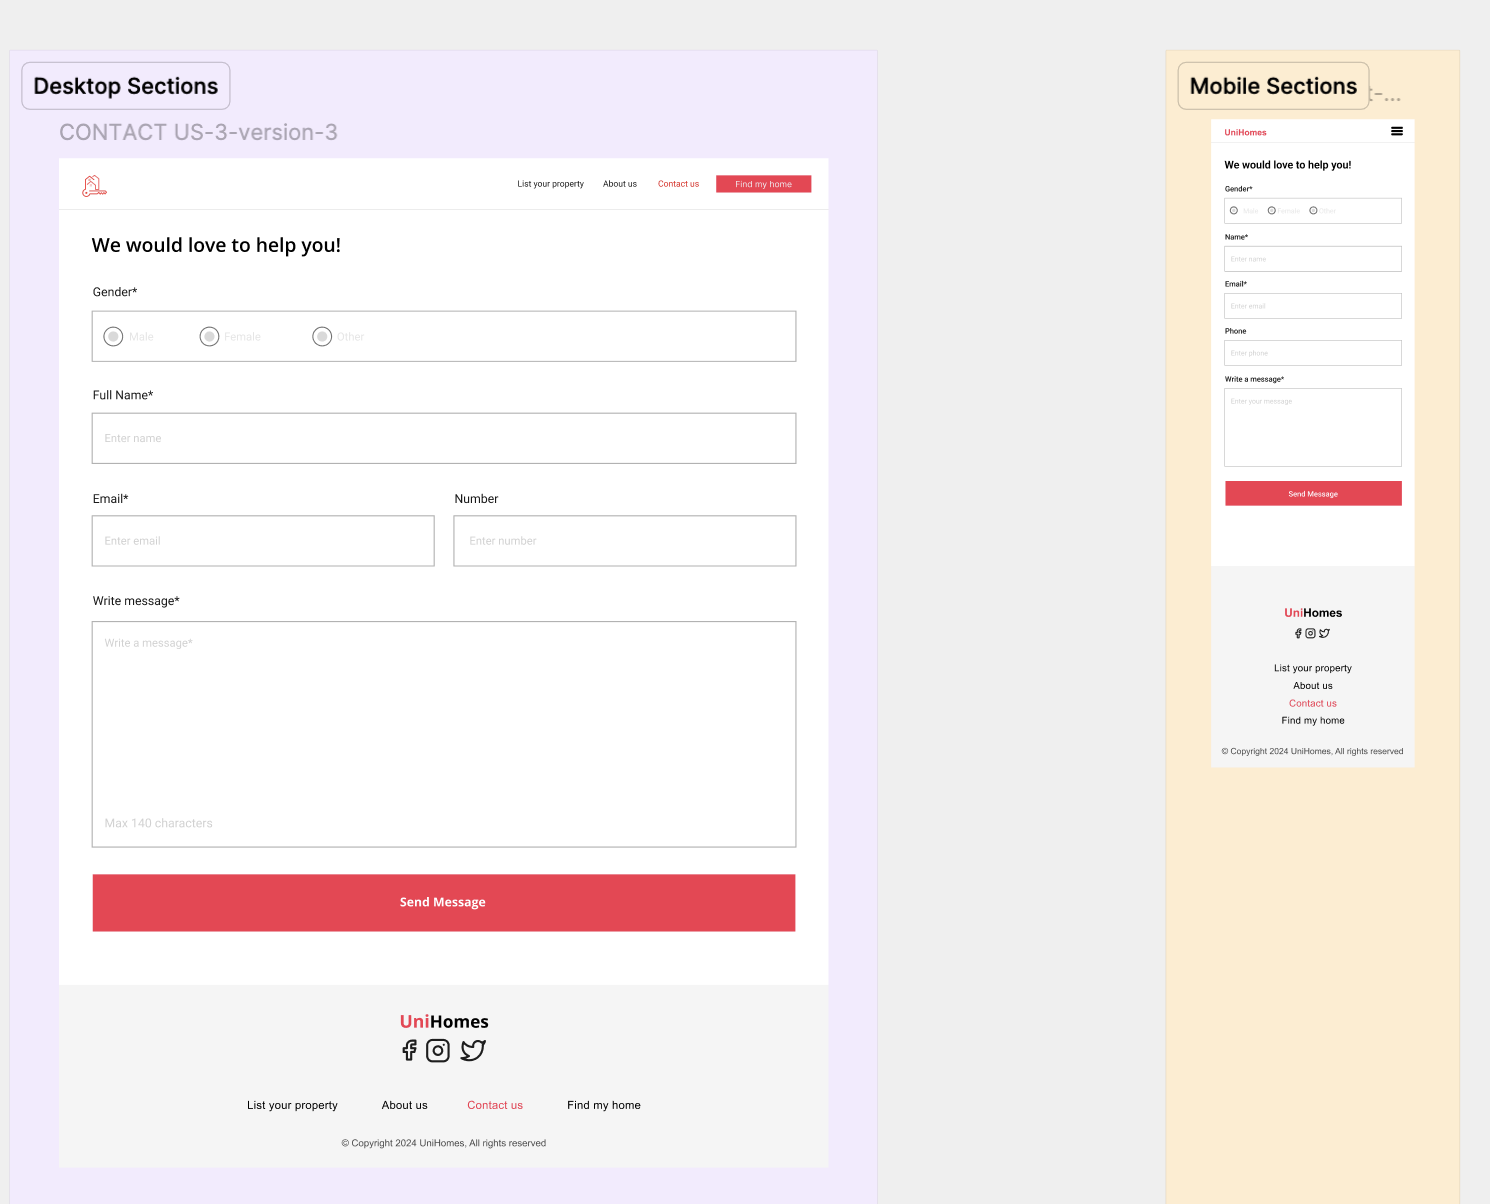 Desktop Sections
CONTACT US-3-version-3
List your property About us Contact us Find my home
We would love to help you!
Gender*
Male Female Other
Full Name*
Enter name
Email* Number
Enter email Enter number
Write message*
Write a message*
Max 140 characters
Send Message
UniHomes
List your property About us Contact us Find my home
© Copyright 2024 UniHomes, All rights reserved
Mobile Sections
UniHomes
We would love to help you!
Gender*
Male Female Other
Name*
Enter name
Email*
Enter email
Phone
Enter phone
Write a message*
Enter your message
Send Message
UniHomes
List your property
About us
Contact us
Find my home
© Copyright 2024 UniHomes, All rights reserved